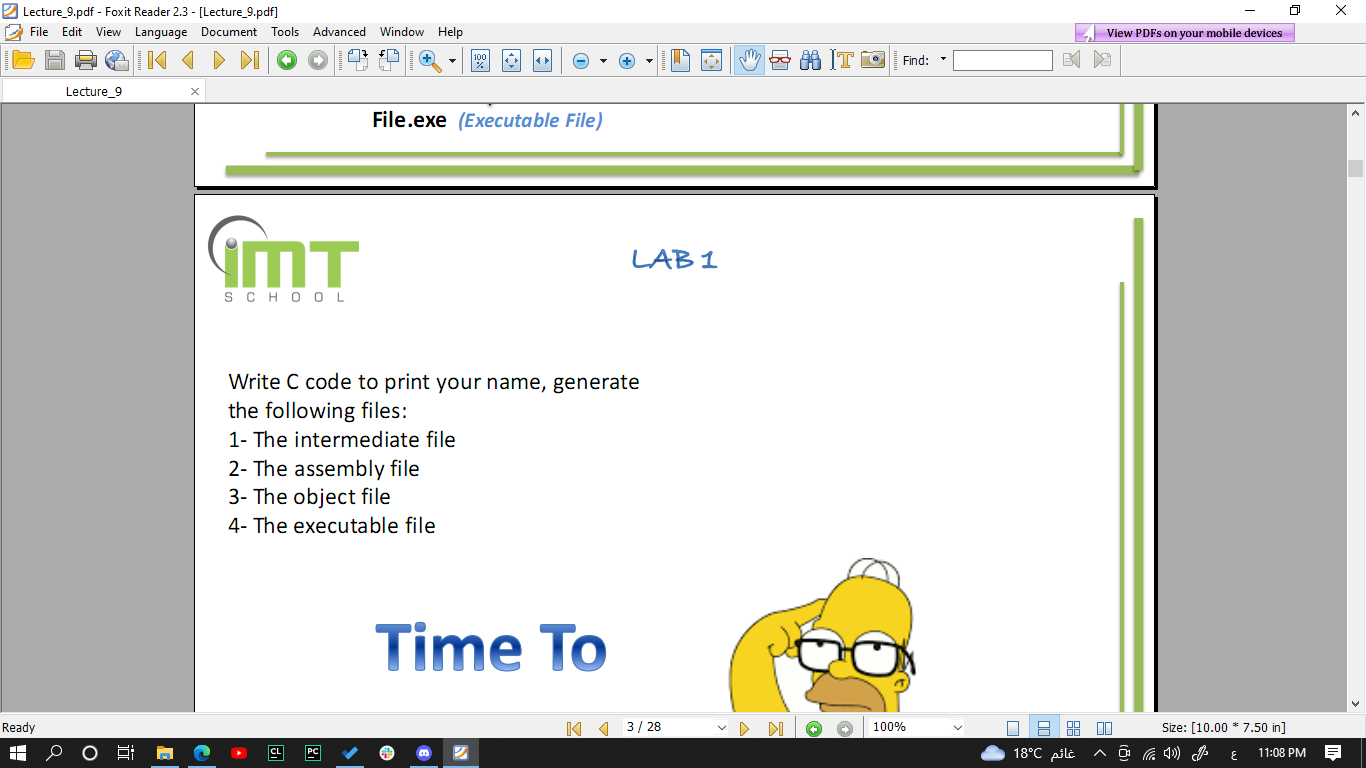 Lecture_9.pdf - Foxit Reader 2.3 - [Lecture_9.pdf]
File Edit View Language Document Tools Advanced Window Help
View PDFs on your mobile devices
100 %
Find:
Lecture_9
File.exe (Executable File)
iMT
SCHOOL
LAB 1
Write C code to print your name, generate
the following files:
1- The intermediate file
2- The assembly file
3- The object file
4- The executable file
Time To
Ready
3 / 28
100%
Size: [10.00 * 7.50 in]
CL
PC
18°C غائم
ع
11:08 PM